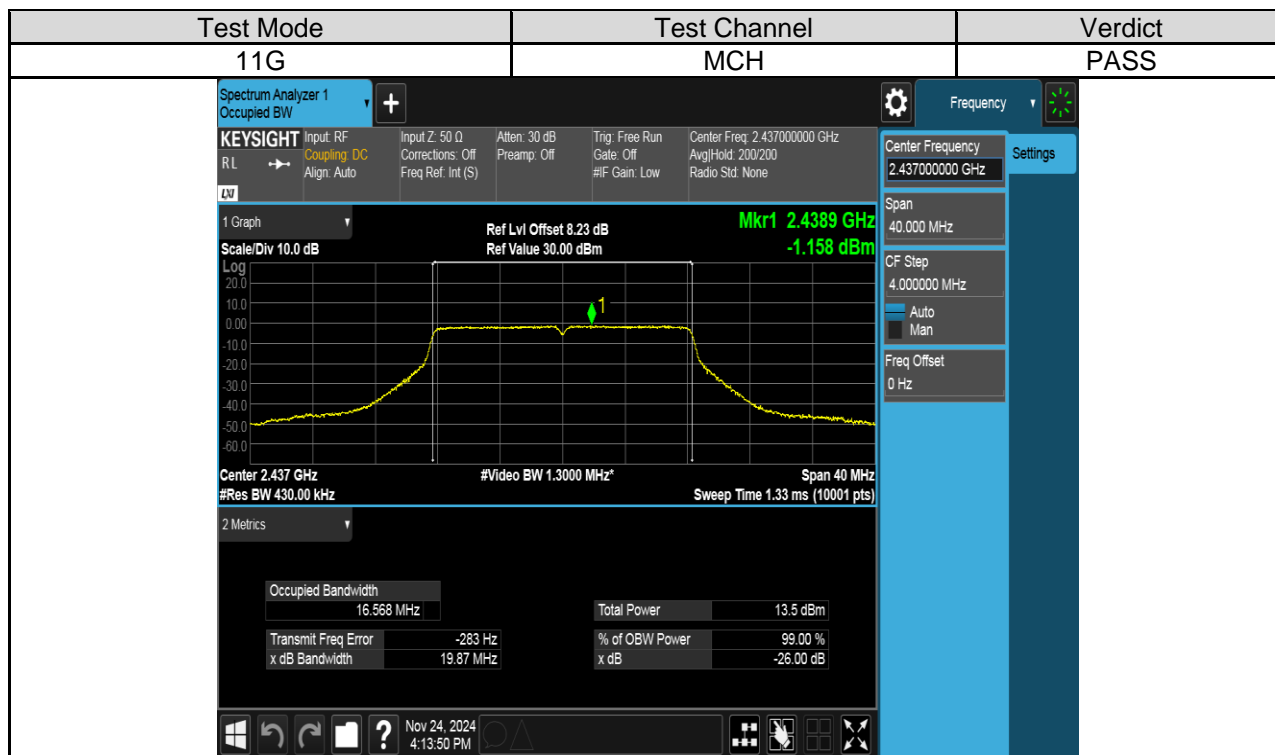 Test Mode Test Channel Verdict
11G MCH PASS
Spectrum Analyzer 1
Occupied BW
+
Frequency
KEYSIGHT
R L
LXI
Input: RF
Coupling: DC
Align: Auto
Input Z: 50 Ω
Corrections: Off
Freq Ref: Int (S)
Atten: 30 dB
Preamp: Off
Trig: Free Run
Gate: Off
#IF Gain: Low
Center Freq: 2.437000000 GHz
Avg|Hold: 200/200
Radio Std: None
Center Frequency
2.437000000 GHz
Settings
Span
40.000 MHz
CF Step
4.000000 MHz
Auto
Man
Freq Offset
0 Hz
1 Graph
Scale/Div 10.0 dB
Ref Lvl Offset 8.23 dB
Ref Value 30.00 dBm
Mkr1 2.4389 GHz
-1.158 dBm
Log
20.0
10.0
0.00
-10.0
-20.0
-30.0
-40.0
-50.0
-60.0
1
Center 2.437 GHz
#Res BW 430.00 kHz
#Video BW 1.3000 MHz*
Span 40 MHz
Sweep Time 1.33 ms (10001 pts)
2 Metrics
Occupied Bandwidth
16.568 MHz
Total Power 13.5 dBm
Transmit Freq Error -283 Hz
% of OBW Power 99.00 %
x dB Bandwidth 19.87 MHz
x dB -26.00 dB
?
Nov 24, 2024
4:13:50 PM